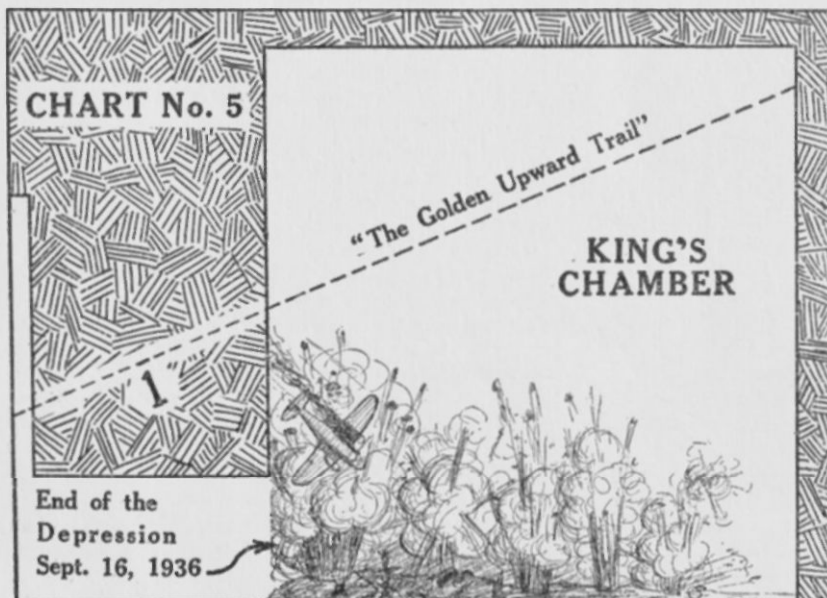 CHART No. 5
"The Golden Upward Trail"
KING'S
CHAMBER
1"
End of the
Depression
Sept. 16, 1936